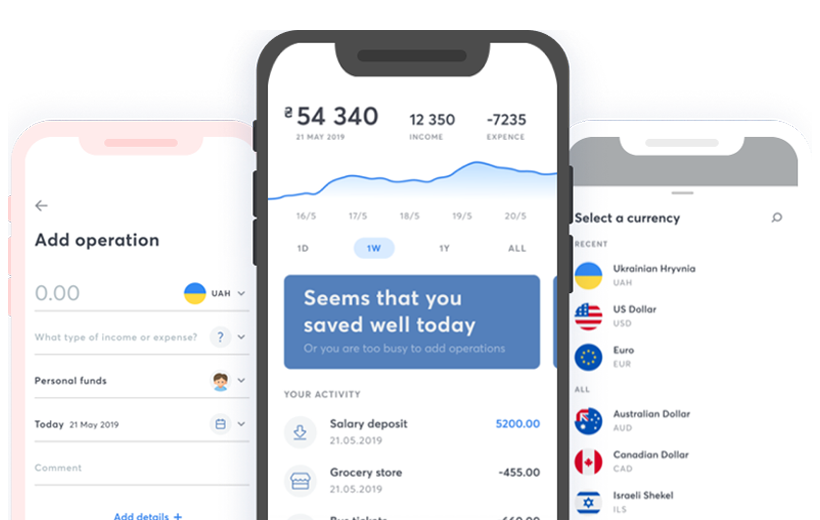 Add operation
0.00
UAH
What type of income or expense?
?
Personal funds
Today 21 May 2019
Comment
Add details +
₴54 340
21 MAY 2019
12 350
INCOME
-7235
EXPENCE
16/5 17/5 18/5 19/5 20/5
1D 1W 1Y ALL
Seems that you
saved well today
Or you are too busy to add operations
YOUR ACTIVITY
Salary deposit 5200.00
21.05.2019
Grocery store -455.00
21.05.2019
Select a currency
RECENT
Ukrainian Hryvnia
UAH
US Dollar
USD
Euro
EUR
ALL
Australian Dollar
AUD
Canadian Dollar
CAD
Israeli Shekel
ILS